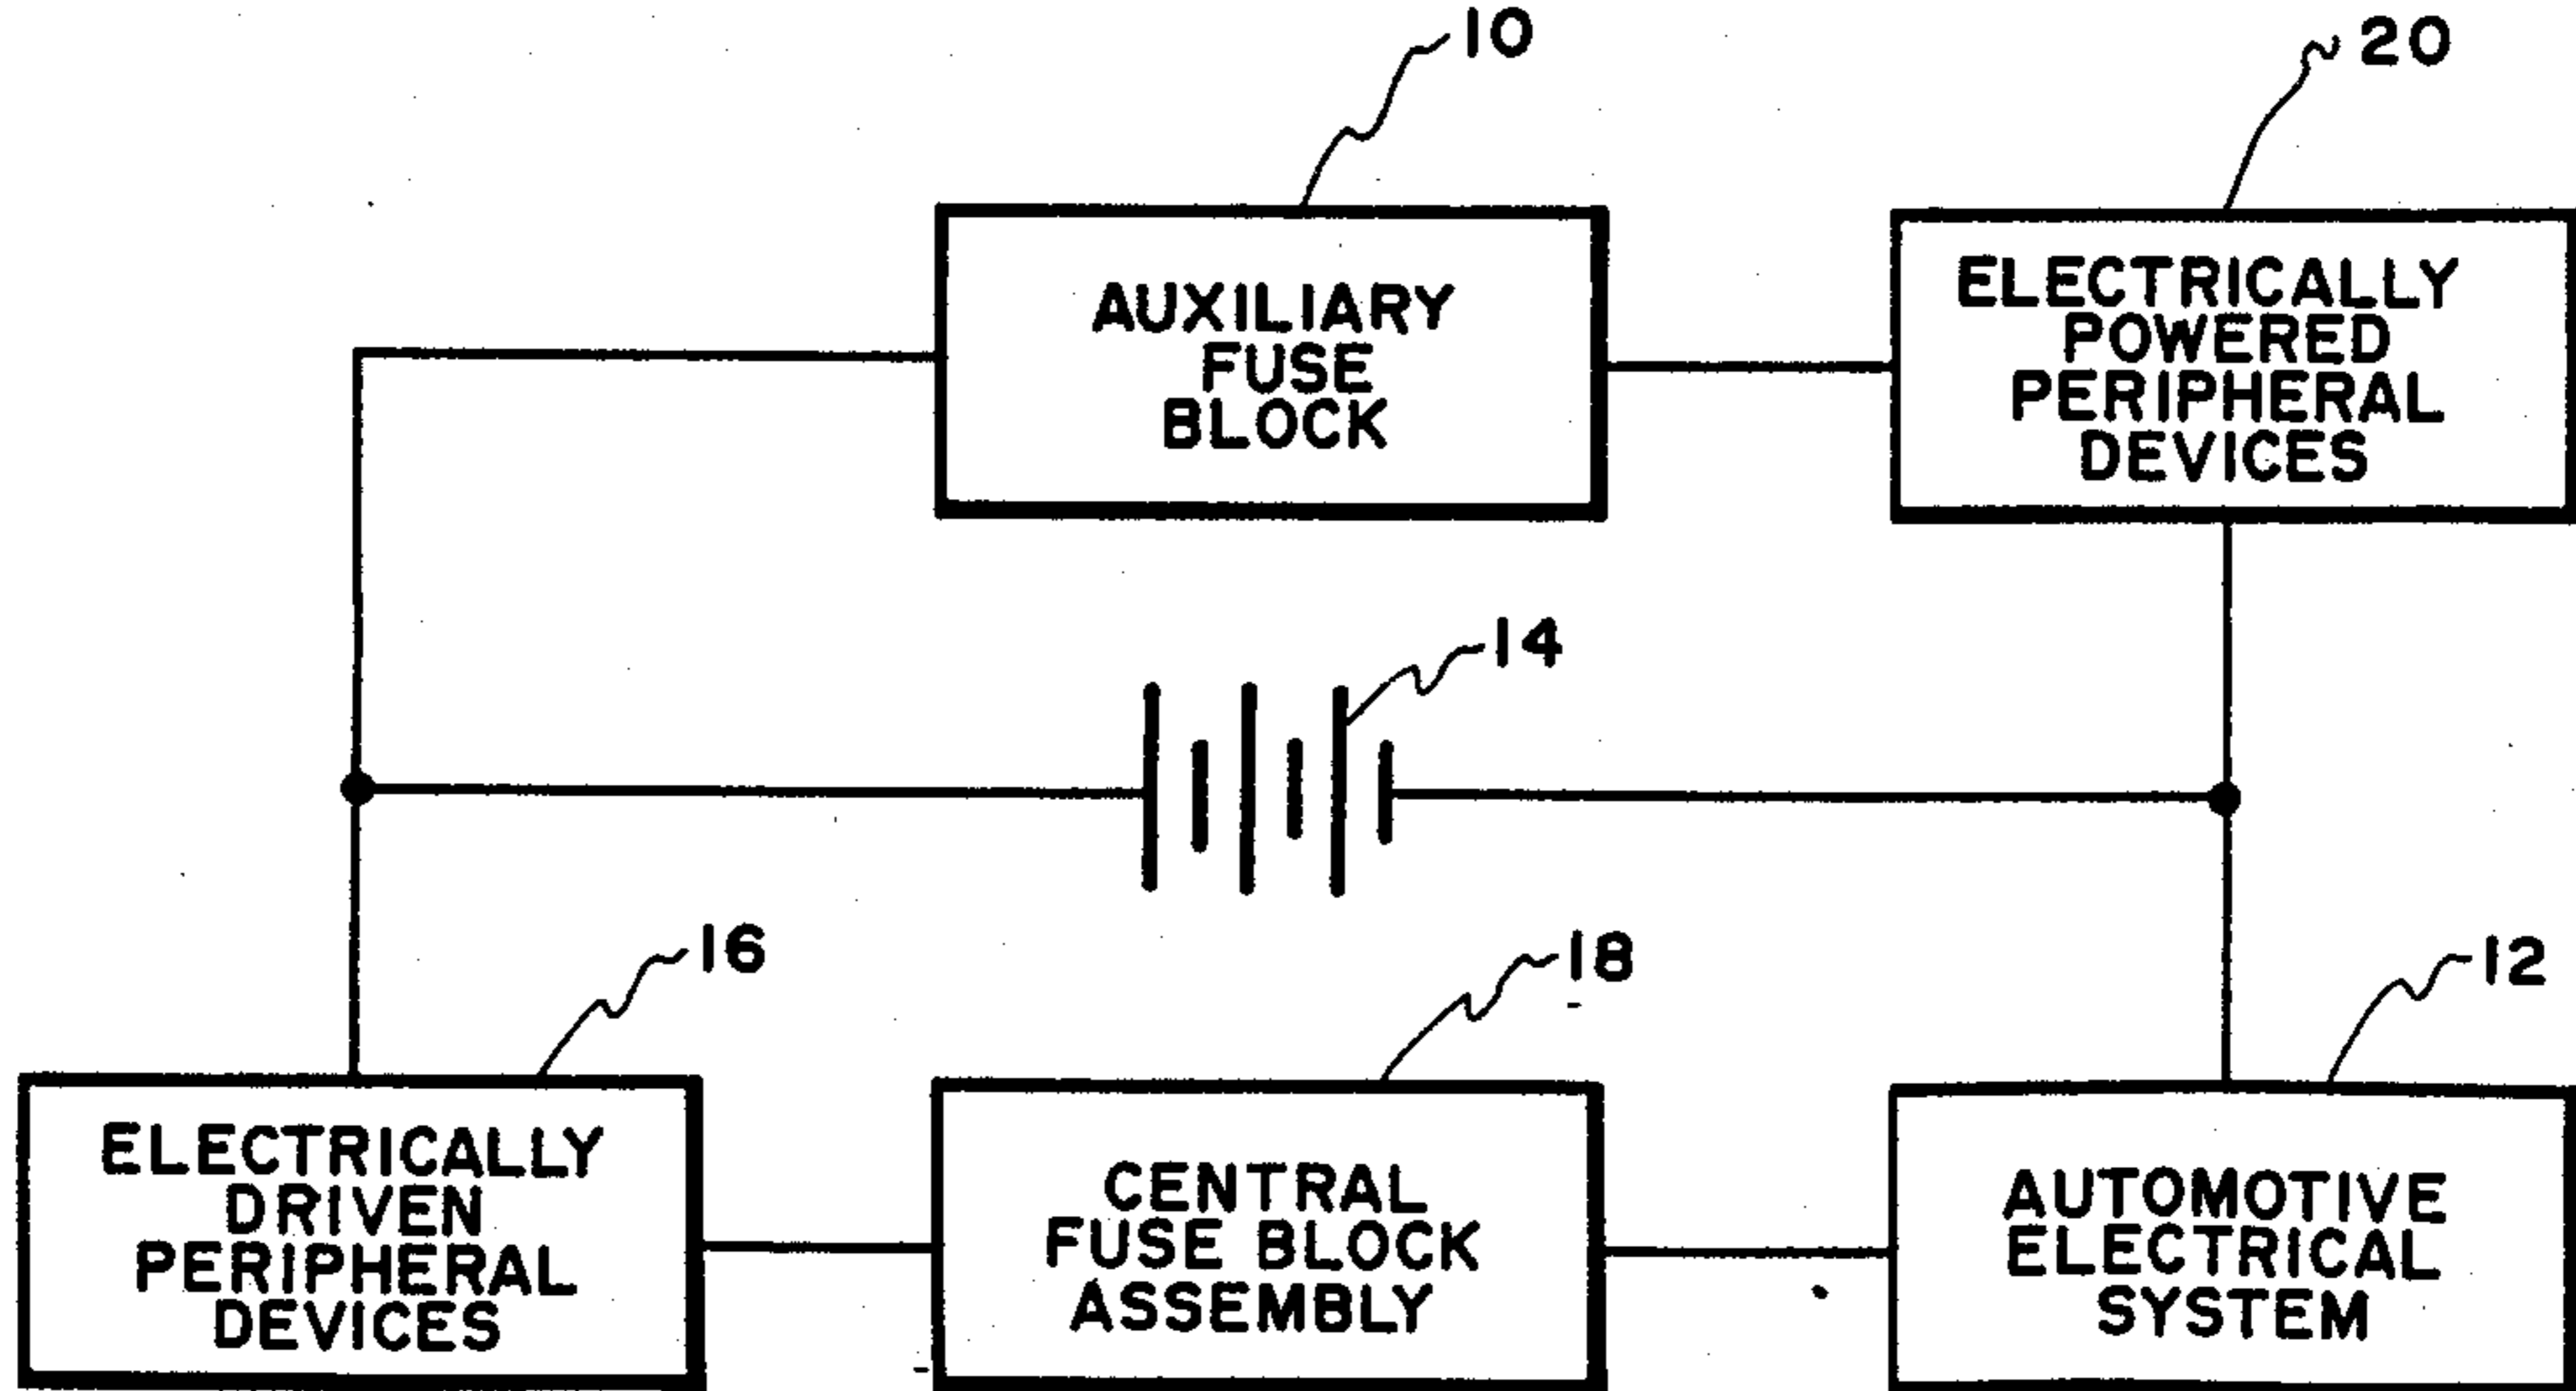 10
20
AUXILIARY
FUSE
BLOCK
ELECTRICALLY
POWERED
PERIPHERAL
DEVICES
14
16
18
12
ELECTRICALLY
DRIVEN
PERIPHERAL
DEVICES
CENTRAL
FUSE BLOCK
ASSEMBLY
AUTOMOTIVE
ELECTRICAL
SYSTEM